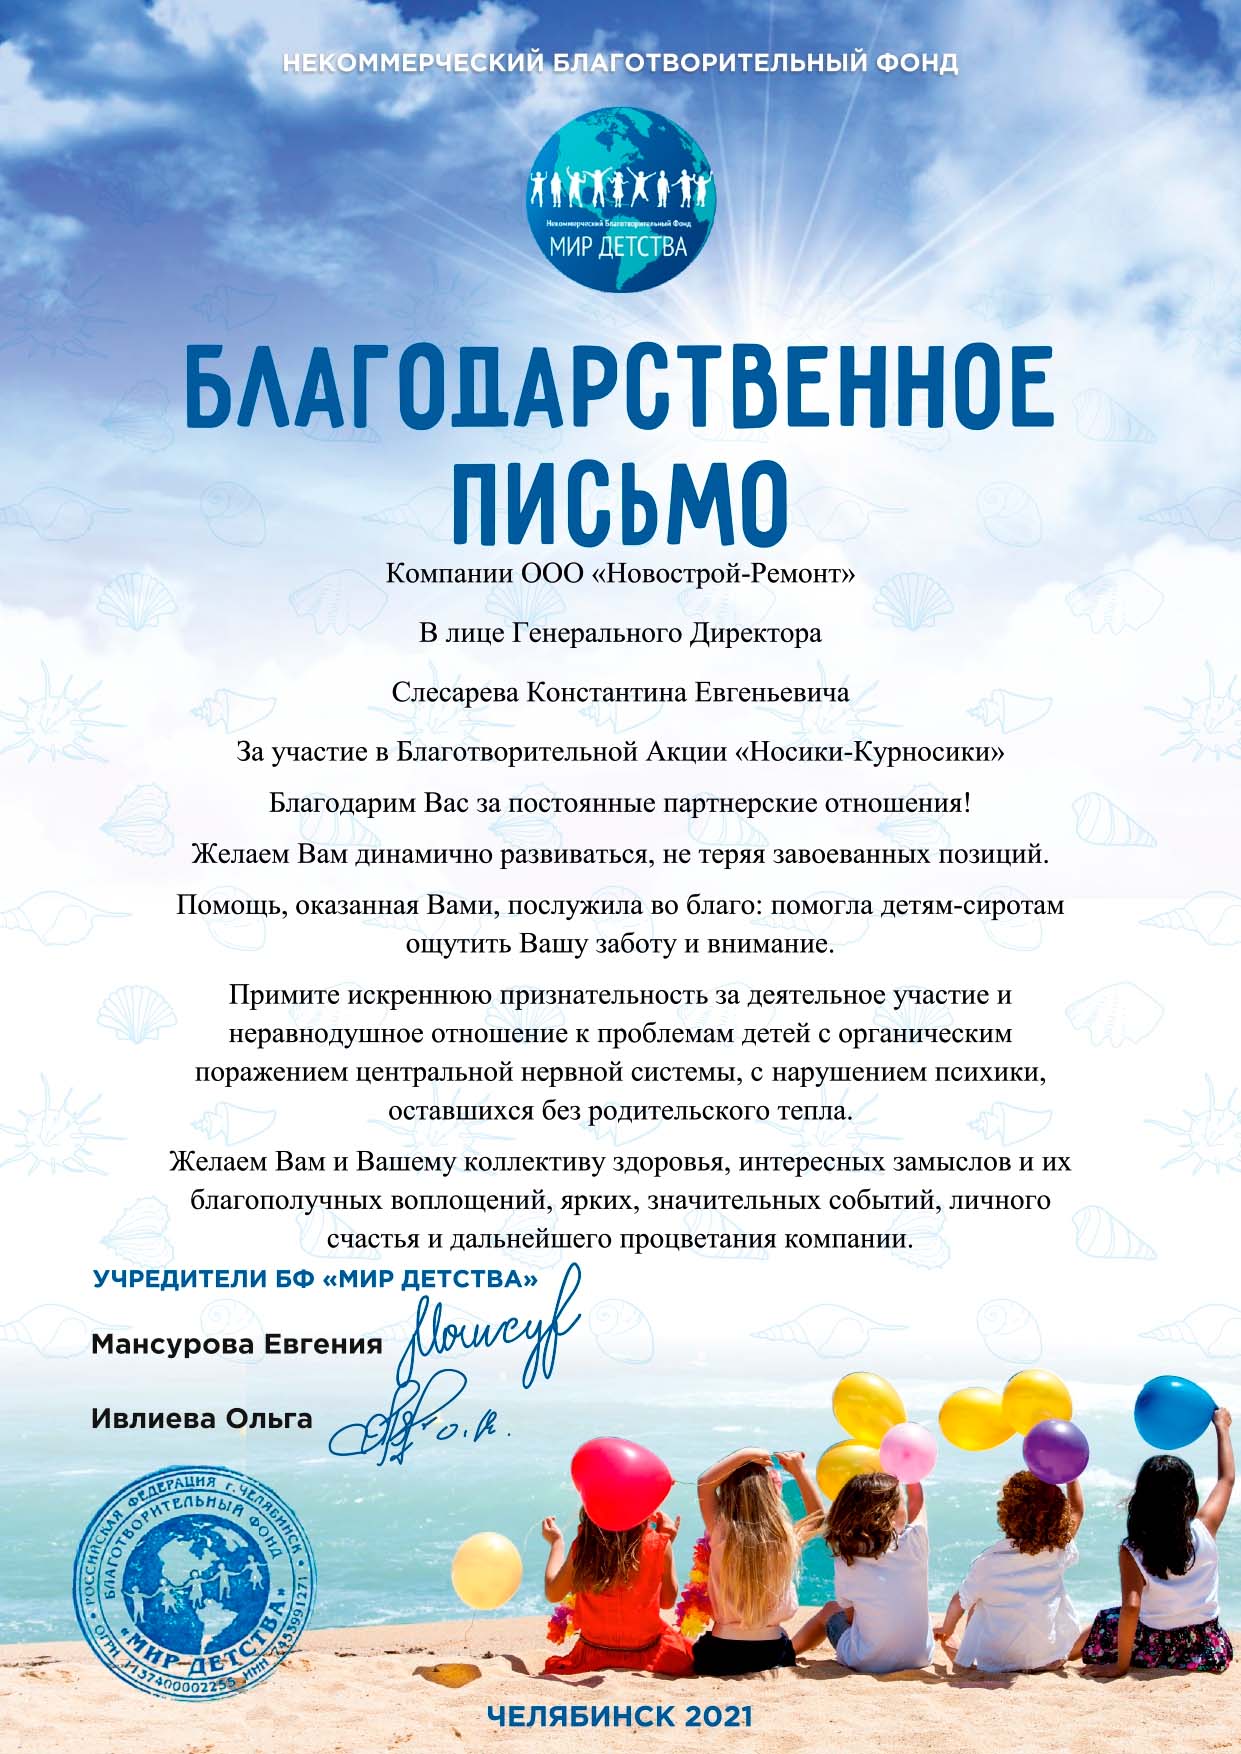 НЕКОММЕРЧЕСКИЙ БЛАГОТВОРИТЕЛЬНЫЙ ФОНД
Некоммерческий Благотворительный Фонд
МИР ДЕТСТВА
БЛАГОДАРСТВЕННОЕ
ПИСЬМО
Компании ООО «Новострой-Ремонт»
В лице Генерального Директора
Слесарева Константина Евгеньевича
За участие в Благотворительной Акции «Носики-Курносики»
Благодарим Вас за постоянные партнерские отношения!
Желаем Вам динамично развиваться, не теряя завоеванных позиций.
Помощь, оказанная Вами, послужила во благо: помогла детям-сиротам
ощутить Вашу заботу и внимание.
Примите искреннюю признательность за деятельное участие и
неравнодушное отношение к проблемам детей с органическим
поражением центральной нервной системы, с нарушением психики,
оставшихся без родительского тепла.
Желаем Вам и Вашему коллективу здоровья, интересных замыслов и их
благополучных воплощений, ярких, значительных событий, личного
счастья и дальнейшего процветания компании.
УЧРЕДИТЕЛИ БФ «МИР ДЕТСТВА»
Мансурова Евгения
Ивлиева Ольга
РОССИЙСКАЯ ФЕДЕРАЦИЯ г.ЧЕЛЯБИНСК
БЛАГОТВОРИТЕЛЬНЫЙ ФОНД
«МИР ДЕТСТВА»
ОГРН 1137400002255 ИНН
ЧЕЛЯБИНСК 2021